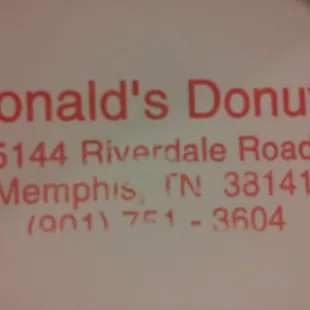 onald's Donu
5144 Riverdale Road
Memphis, TN 38141
(901) 751 - 3604